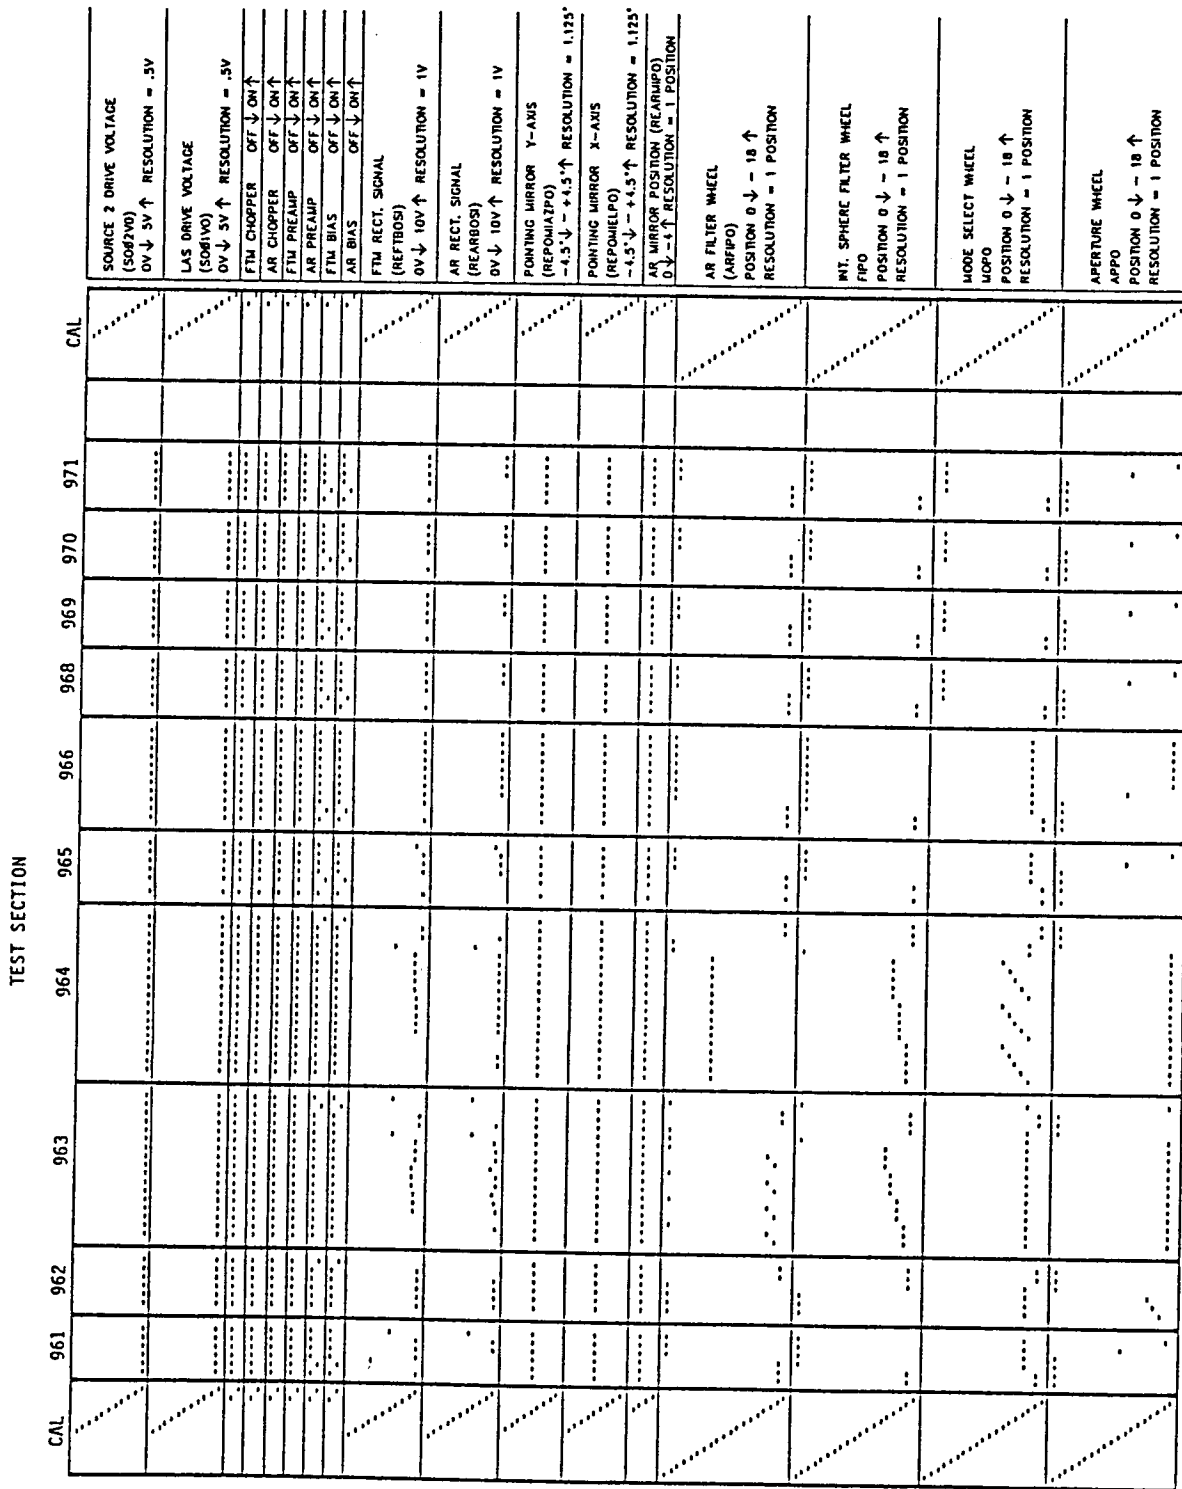 TEST SECTION
CAL 961 962 963 964 965 966 968 969 970 971 CAL
SOURCE 2 DRIVE VOLTAGE
(SO02VO)
0V ↓ 5V ↑ RESOLUTION = .5V
LAS DRIVE VOLTAGE
(SO01VO)
0V ↓ 5V ↑ RESOLUTION = .5V
FTM CHOPPER OFF ↓ ON ↑
AR CHOPPER OFF ↓ ON ↑
FTM PREAMP OFF ↓ ON ↑
AR PREAMP OFF ↓ ON ↑
FTM BIAS OFF ↓ ON ↑
AR BIAS OFF ↓ ON ↑
FTM RECT. SIGNAL
(REFTBOSI)
0V ↓ 10V ↑ RESOLUTION = 1V
AR RECT. SIGNAL
(REARBOSI)
0V ↓ 10V ↑ RESOLUTION = 1V
POINTING MIRROR Y-AXIS
(REPOMIAZPO)
-4.5° ↓ - +4.5° ↑ RESOLUTION = 1.125°
POINTING MIRROR X-AXIS
(REPOMIELPO)
-4.5° ↓ - +4.5° ↑ RESOLUTION = 1.125°
AR MIRROR POSITION (REARMIPO)
0 ↓ - 4 ↑ RESOLUTION = 1 POSITION
AR FILTER WHEEL
(ARFIPO)
POSITION 0 ↓ - 18 ↑
RESOLUTION = 1 POSITION
INT. SPHERE FILTER WHEEL
FIPO
POSITION 0 ↓ - 18 ↑
RESOLUTION = 1 POSITION
MODE SELECT WHEEL
MOPO
POSITION 0 ↓ - 18 ↑
RESOLUTION = 1 POSITION
APERTURE WHEEL
APPO
POSITION 0 ↓ - 18 ↑
RESOLUTION = 1 POSITION